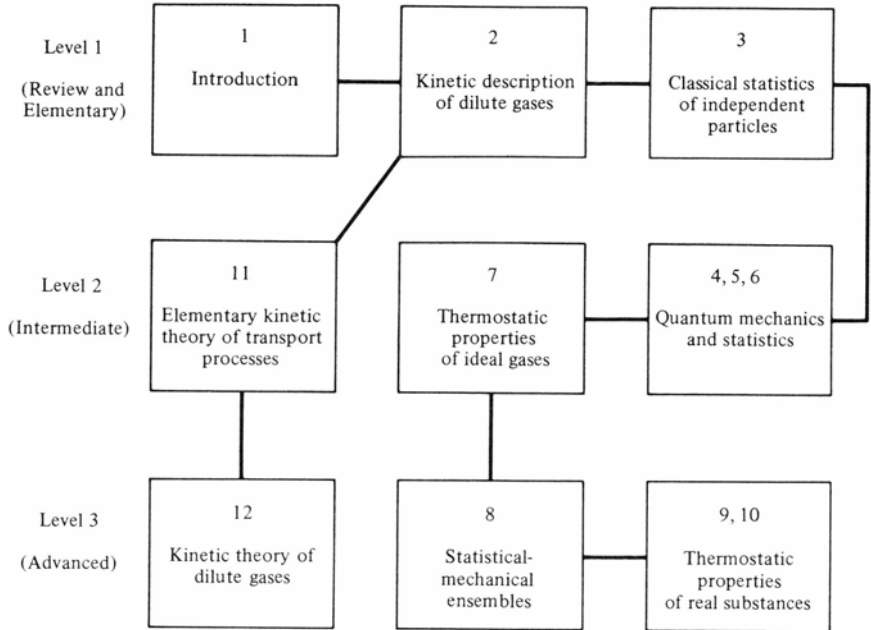 Level 1
(Review and
Elementary)
1
Introduction
2
Kinetic description
of dilute gases
3
Classical statistics
of independent
particles
Level 2
(Intermediate)
11
Elementary kinetic
theory of transport
processes
7
Thermostatic
properties
of ideal gases
4, 5, 6
Quantum mechanics
and statistics
Level 3
(Advanced)
12
Kinetic theory of
dilute gases
8
Statistical-
mechanical
ensembles
9, 10
Thermostatic
properties
of real substances